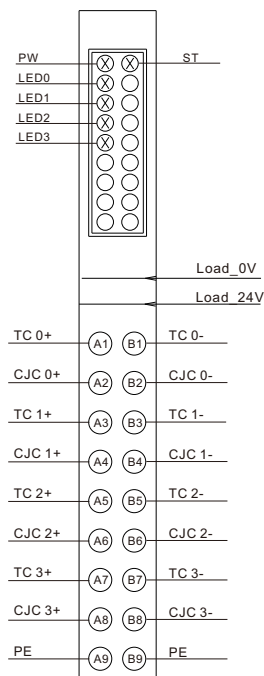 PW ST
LED0
LED1
LED2
LED3
Load_0V
Load_24V
TC 0+ A1 B1 TC 0-
CJC 0+ A2 B2 CJC 0-
TC 1+ A3 B3 TC 1-
CJC 1+ A4 B4 CJC 1-
TC 2+ A5 B5 TC 2-
CJC 2+ A6 B6 CJC 2-
TC 3+ A7 B7 TC 3-
CJC 3+ A8 B8 CJC 3-
PE A9 B9 PE